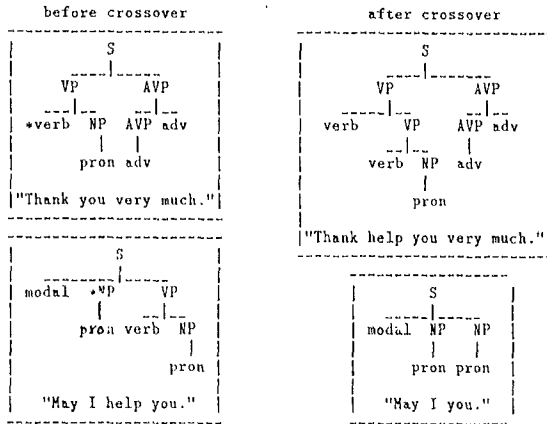 before crossover
S
VP AVP
*verb NP AVP adv
pron adv
"Thank you very much."
S
modal *NP VP
pron verb NP
pron
"May I help you."
after crossover
S
VP AVP
verb VP AVP adv
verb NP adv
pron
"Thank help you very much."
S
modal NP NP
pron pron
"May I you."